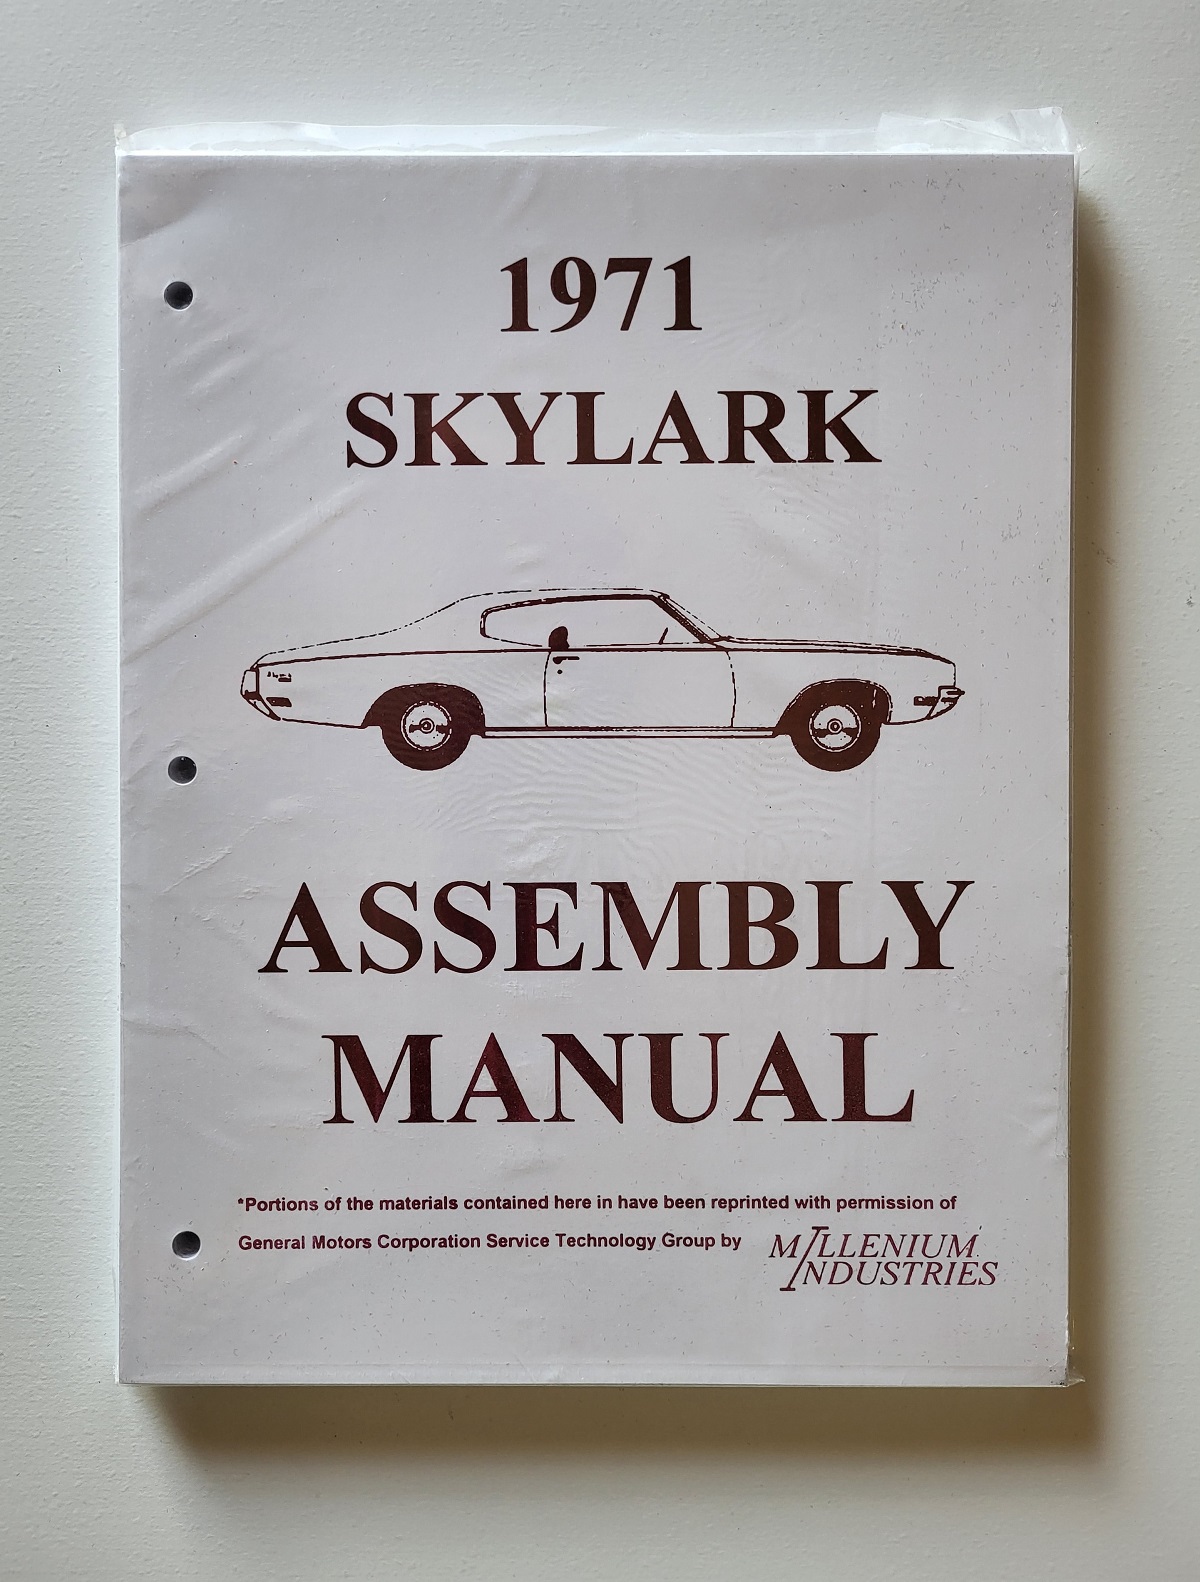 1971
SKYLARK
ASSEMBLY
MANUAL
*Portions of the materials contained here in have been reprinted with permission of
General Motors Corporation Service Technology Group by
MILLENIUM
INDUSTRIES